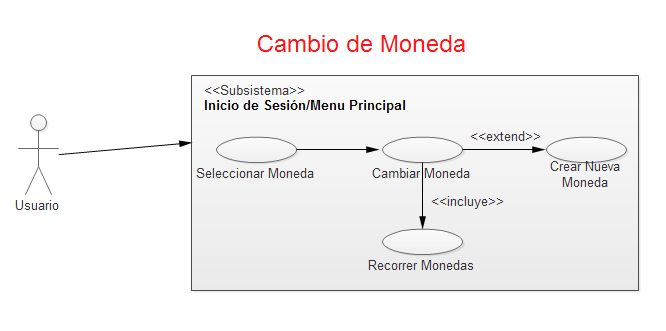 Cambio de Moneda
<<Subsistema>>
Inicio de Sesión/Menu Principal
<<extend>>
Seleccionar Moneda
Cambiar Moneda
Crear Nueva
Moneda
<<incluye>>
Usuario
Recorrer Monedas